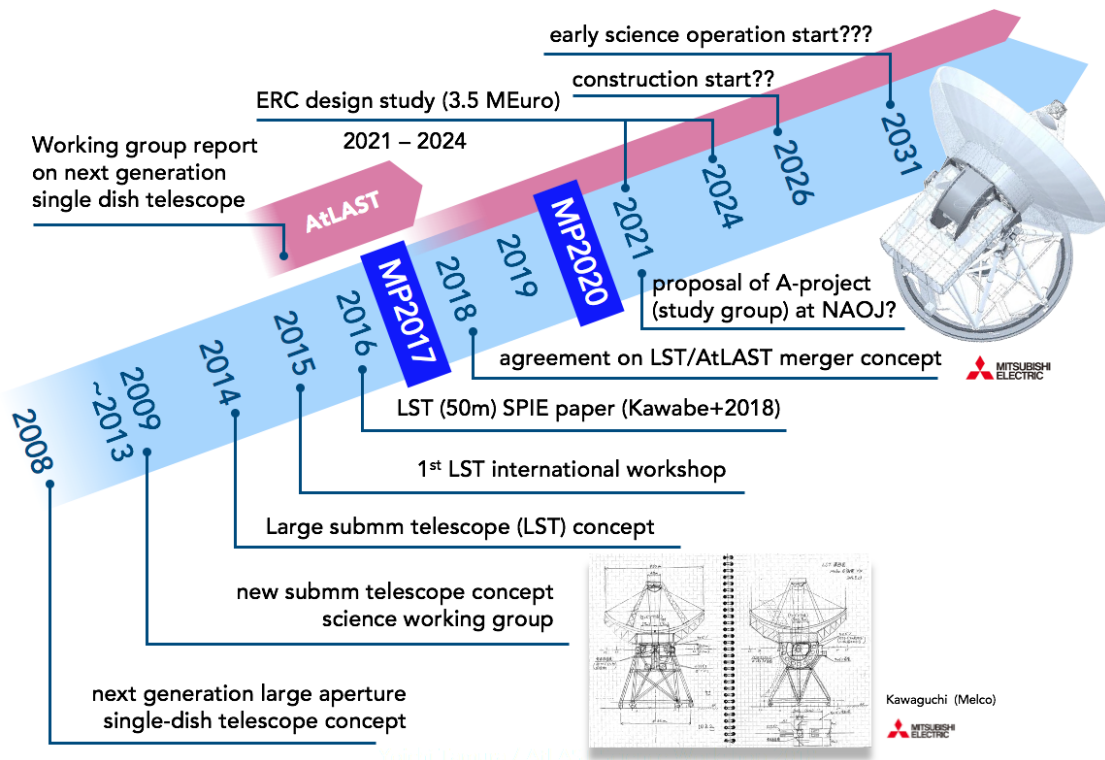 early science operation start???
construction start??
ERC design study (3.5 MEuro)
2021 – 2024
Working group report
on next generation
single dish telescope
AtLAST
2031
2026
2024
2021
MP2020
2019
2018
MP2017
2016
2015
2014
2009
~2013
2008
proposal of A-project
(study group) at NAOJ?
agreement on LST/AtLAST merger concept
MITSUBISHI
ELECTRIC
LST (50m) SPIE paper (Kawabe+2018)
1st LST international workshop
Large submm telescope (LST) concept
new submm telescope concept
science working group
next generation large aperture
single-dish telescope concept
Kawaguchi (Melco)
MITSUBISHI
ELECTRIC